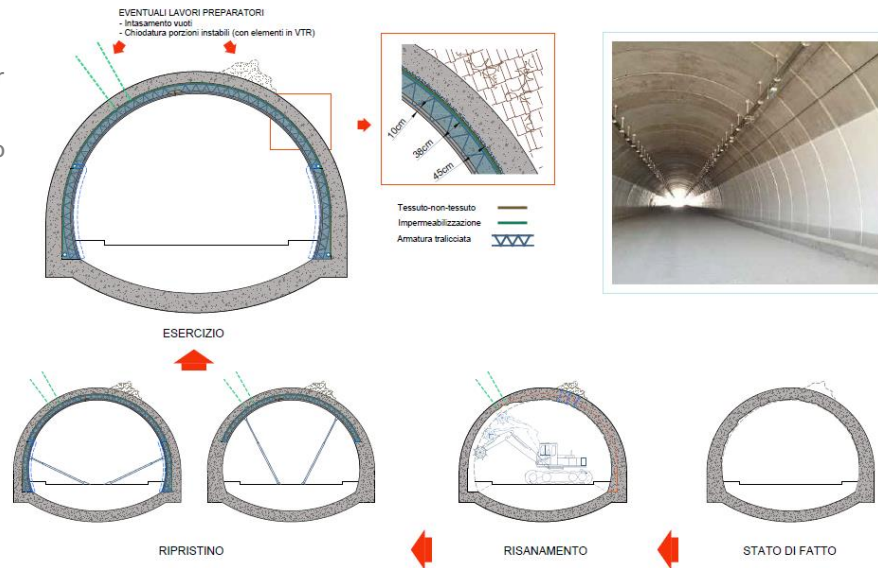 EVENTUALI LAVORI PREPARATORI
- Intasamento vuoti
- Chiodatura porzioni instabili (con elementi in VTR)
10cm
38cm
45cm
Tessuto-non-tessuto
Impermeabilizzazione
Armatura tralicciata
ESERCIZIO
RIPRISTINO
RISANAMENTO
STATO DI FATTO